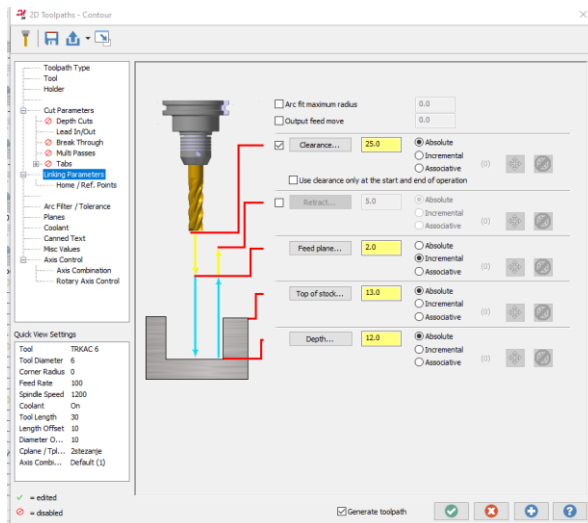 2D Toolpaths - Contour
Toolpath Type
Tool
Holder
Cut Parameters
Depth Cuts
Lead In/Out
Break Through
Multi Passes
Tabs
Linking Parameters
Home / Ref. Points
Arc Filter / Tolerance
Planes
Coolant
Canned Text
Misc Values
Axis Control
Axis Combination
Rotary Axis Control
Quick View Settings
Tool TRKAC 6
Tool Diameter 6
Corner Radius 0
Feed Rate 100
Spindle Speed 1200
Coolant On
Tool Length 30
Length Offset 10
Diameter O... 10
Cplane / Tpl... 2stezanje
Axis Combi... Default (1)
= edited
= disabled
Arc fit maximum radius 0.0
Output feed move 0.0
Clearance... 25.0 Absolute
Incremental
Associative (0)
Use clearance only at the start and end of operation
Retract... 5.0 Absolute
Incremental
Associative
Feed plane... 2.0 Absolute
Incremental
Associative (0)
Top of stock... 13.0 Absolute
Incremental
Associative (0)
Depth... 12.0 Absolute
Incremental
Associative (0)
Generate toolpath